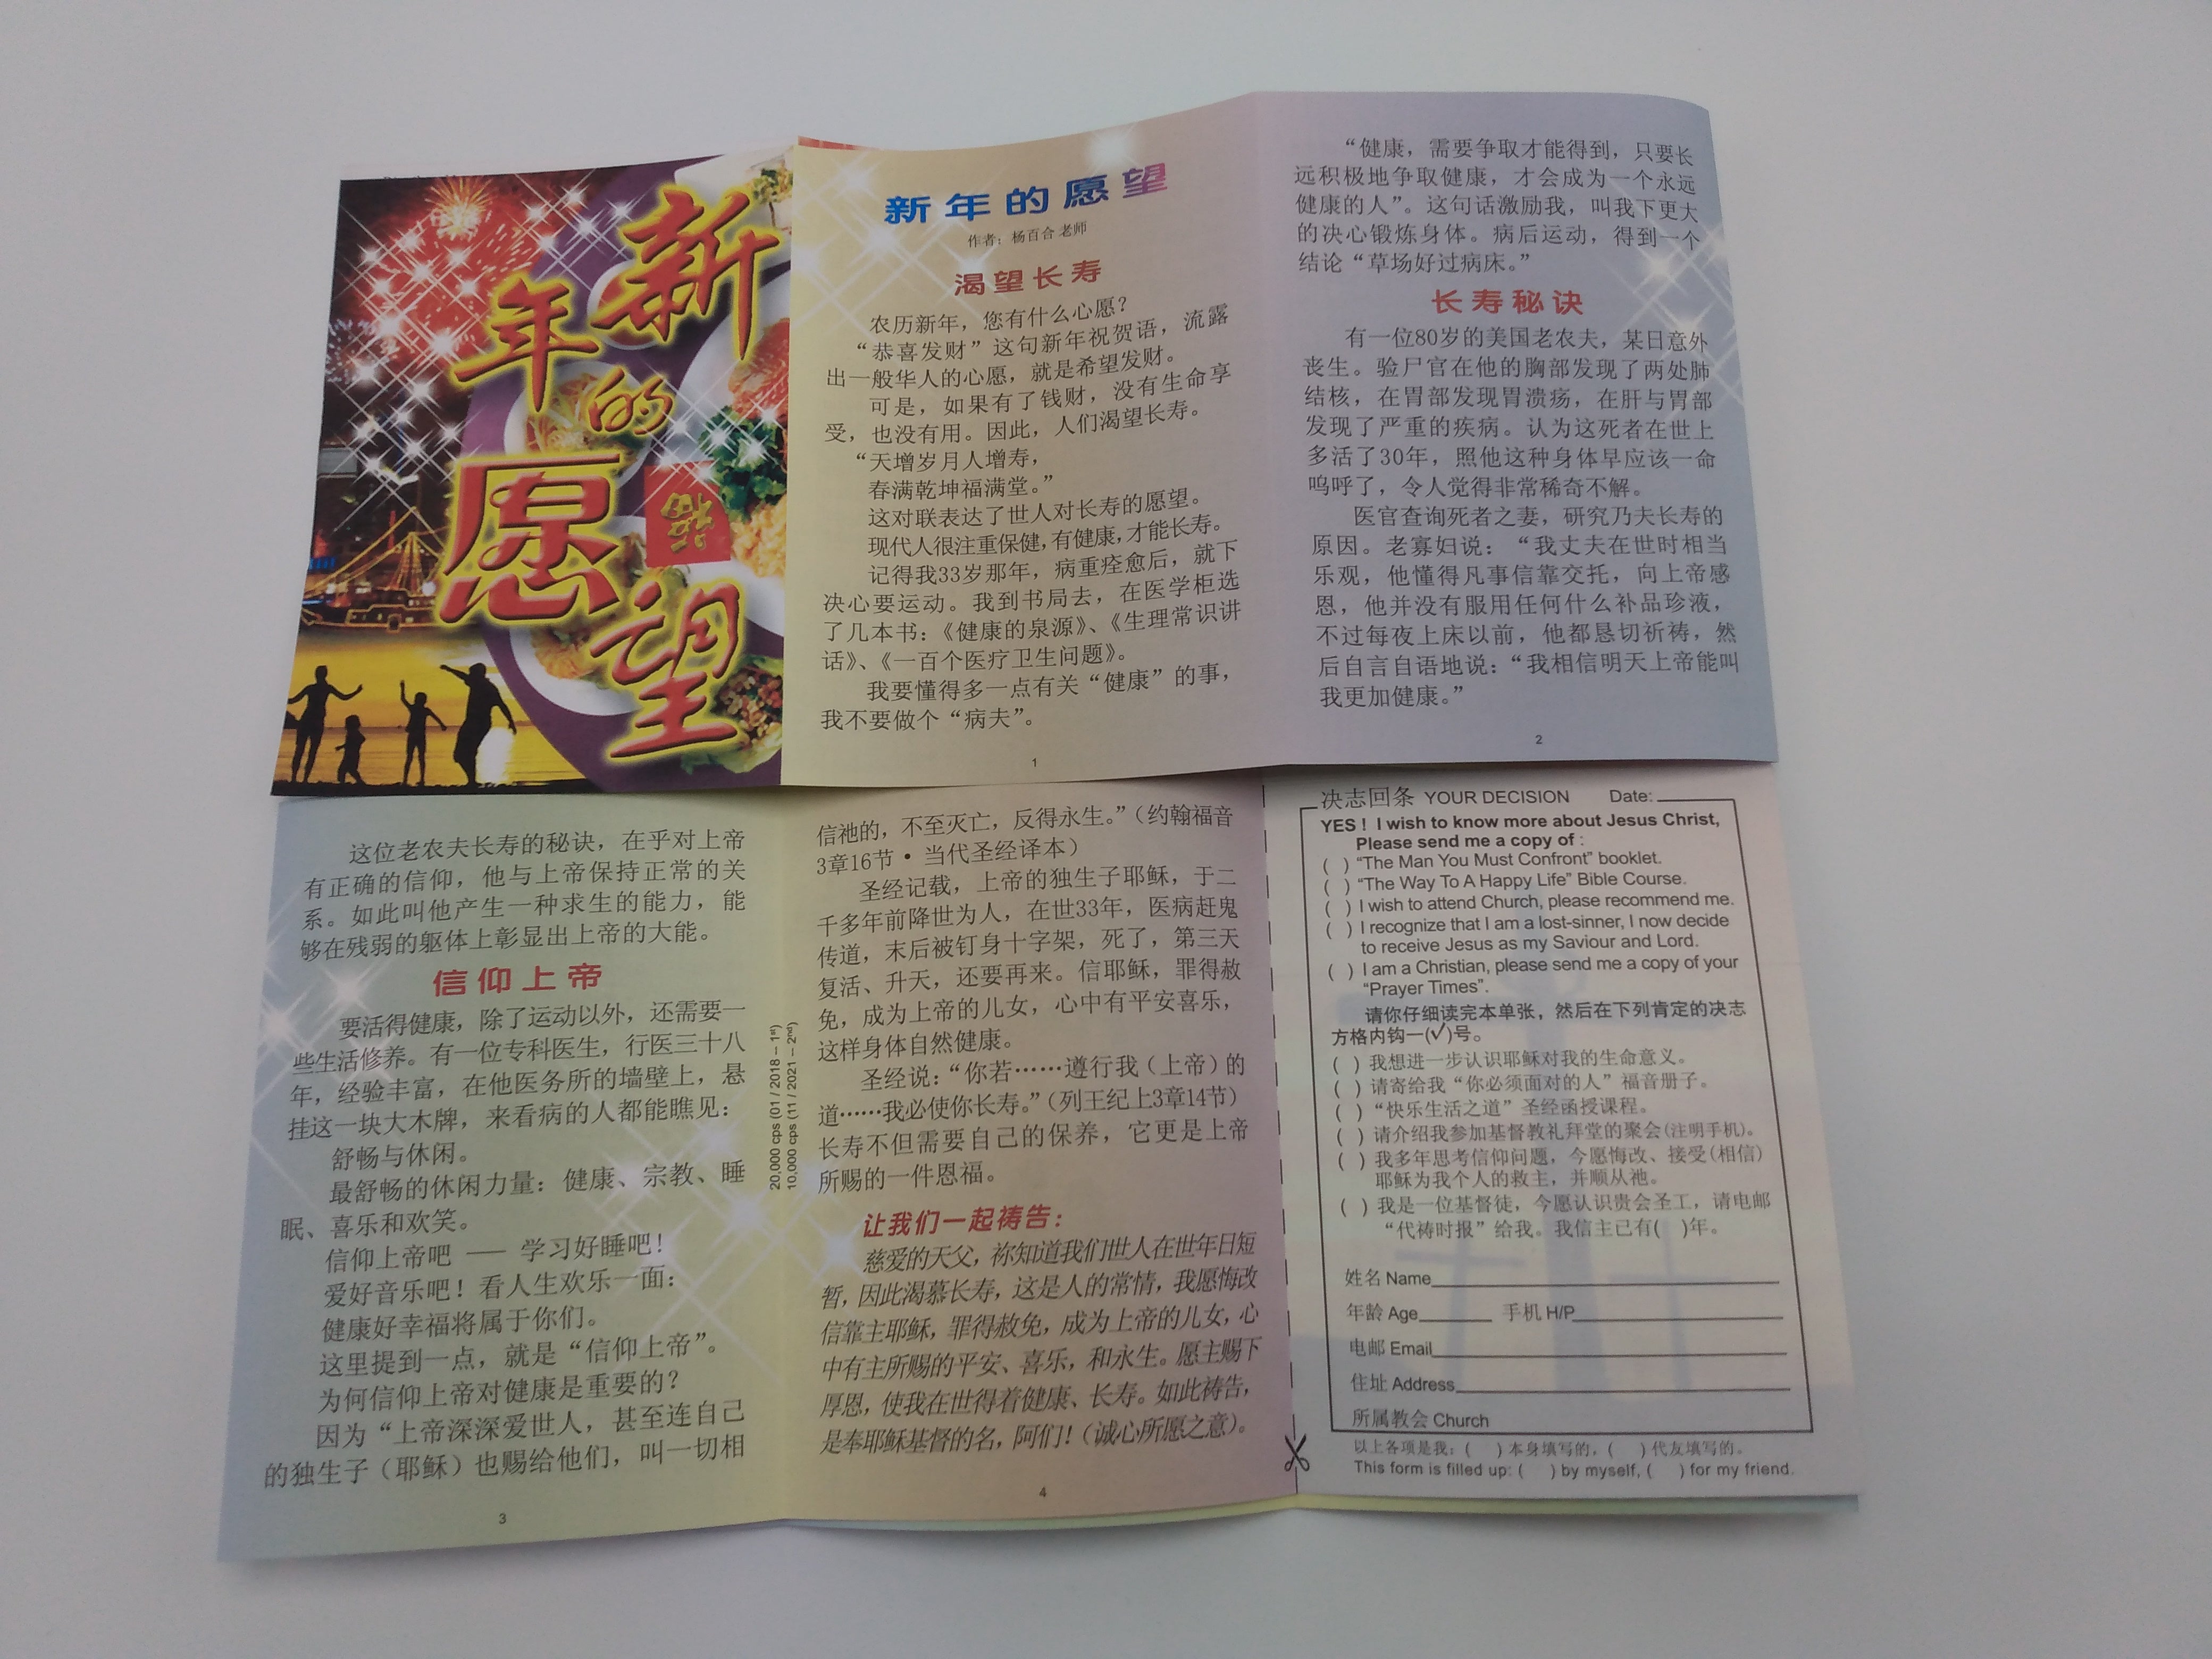 新
年
的
愿
望
福
新年的愿望
作者：杨百合 老师
渴望长寿
农历新年，您有什么心愿？
“恭喜发财”这句新年祝贺语，流露
出一般华人的心愿，就是希望发财。
可是，如果有了钱财，没有生命享
受，也没有用。因此，人们渴望长寿。
“天增岁月人增寿，
春满乾坤福满堂。”
这对联表达了世人对长寿的愿望。
现代人很注重保健，有健康，才能长寿。
记得我33岁那年，病重痊愈后，就下
决心要运动。我到书局去，在医学柜选
了几本书：《健康的泉源》、《生理常识讲
话》、《一百个医疗卫生问题》。
我要懂得多一点有关“健康”的事，
我不要做个“病夫”。
1
“健康，需要争取才能得到，只要长
远积极地争取健康，才会成为一个永远
健康的人”。这句话激励我，叫我下更大
的决心锻炼身体。病后运动，得到一个
结论“草场好过病床。”
长寿秘诀
有一位80岁的美国老农夫，某日意外
丧生。验尸官在他的胸部发现了两处肺
结核，在胃部发现胃溃疡，在肝与胃部
发现了严重的疾病。认为这死者在世上
多活了30年，照他这种身体早应该一命
呜呼了，令人觉得非常稀奇不解。
医官查询死者之妻，研究乃夫长寿的
原因。老寡妇说：“我丈夫在世时相当
乐观，他懂得凡事信靠交托，向上帝感
恩，他并没有服用任何什么补品珍液，
不过每夜上床以前，他都恳切祈祷，然
后自言自语地说：“我相信明天上帝能叫
我更加健康。”
2
这位老农夫长寿的秘诀，在乎对上帝
有正确的信仰，他与上帝保持正常的关
系。如此叫他产生一种求生的能力，能
够在残弱的躯体上彰显出上帝的大能。
信仰上帝
要活得健康，除了运动以外，还需要一
些生活修养。有一位专科医生，行医三十八
年，经验丰富，在他医务所的墙壁上，悬
挂这一块大木牌，来看病的人都能瞧见：
舒畅与休闲。
最舒畅的休闲力量：健康、宗教、睡
眠、喜乐和欢笑。
信仰上帝吧 —— 学习好睡吧！
爱好音乐吧！看人生欢乐一面：
健康好幸福将属于你们。
这里提到一点，就是“信仰上帝”。
为何信仰上帝对健康是重要的？
因为“上帝深深爱世人，甚至连自己
的独生子（耶稣）也赐给他们，叫一切相
3
20,000 cps (01 / 2018 – 1st)
10,000 cps (11 / 2021 – 2nd)
信祂的，不至灭亡，反得永生。”（约翰福音
3章16节·当代圣经译本）
圣经记载，上帝的独生子耶稣，于二
千多年前降世为人，在世33年，医病赶鬼
传道，末后被钉身十字架，死了，第三天
复活、升天，还要再来。信耶稣，罪得赦
免，成为上帝的儿女，心中有平安喜乐，
这样身体自然健康。
圣经说：“你若……遵行我（上帝）的
道……我必使你长寿。”（列王纪上3章14节）
长寿不但需要自己的保养，它更是上帝
所赐的一件恩福。
让我们一起祷告：
慈爱的天父，祢知道我们世人在世年日短
暂，因此渴慕长寿，这是人的常情，我愿悔改
信靠主耶稣，罪得赦免，成为上帝的儿女，心
中有主所赐的平安、喜乐，和永生。愿主赐下
厚恩，使我在世得着健康、长寿。如此祷告，
是奉耶稣基督的名，阿们！（诚心所愿之意）。
4
决志回条 YOUR DECISION Date:
YES！I wish to know more about Jesus Christ,
Please send me a copy of :
( ) “The Man You Must Confront” booklet.
( ) “The Way To A Happy Life” Bible Course.
( ) I wish to attend Church, please recommend me.
( ) I recognize that I am a lost-sinner, I now decide
to receive Jesus as my Saviour and Lord.
( ) I am a Christian, please send me a copy of your
“Prayer Times”.
请你仔细读完本单张，然后在下列肯定的决志
方格内钩一(✓)号。
( ) 我想进一步认识耶稣对我的生命意义。
( ) 请寄给我“你必须面对的人”福音册子。
( ) “快乐生活之道”圣经函授课程。
( ) 请介绍我参加基督教礼拜堂的聚会(注明手机)。
( ) 我多年思考信仰问题，今愿悔改、接受(相信)
耶稣为我个人的救主，并顺从祂。
( ) 我是一位基督徒，今愿认识贵会圣工，请电邮
“代祷时报”给我。我信主已有( )年。
姓名 Name
年龄 Age 手机 H/P
电邮 Email
住址 Address
所属教会 Church
以上各项是我：( )本身填写的，( )代友填写的。
This form is filled up: ( ) by myself, ( ) for my friend.